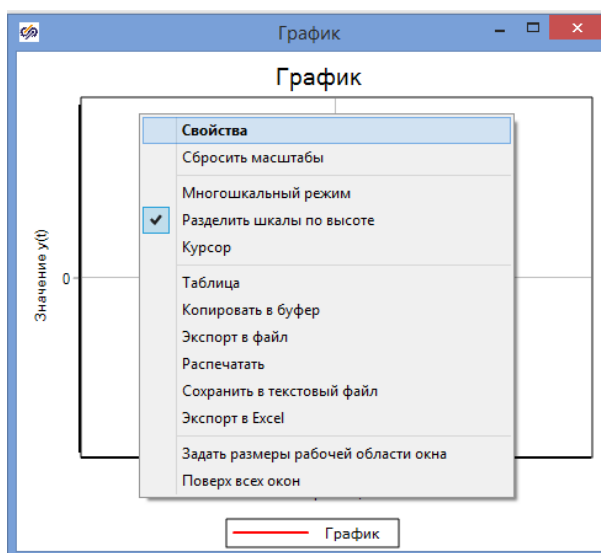 График
График
Значение y(t)
0
Свойства
Сбросить масштабы
Многошкальный режим
Разделить шкалы по высоте
Курсор
Таблица
Копировать в буфер
Экспорт в файл
Распечатать
Сохранить в текстовый файл
Экспорт в Excel
Задать размеры рабочей области окна
Поверх всех окон
График